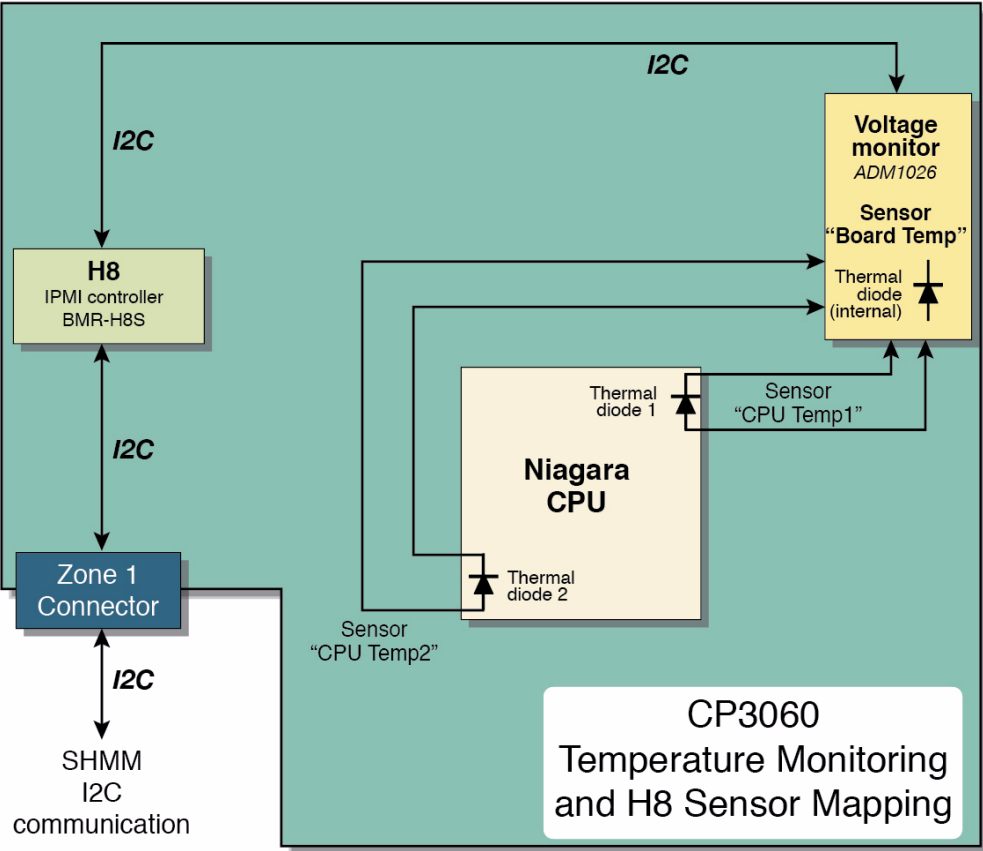 I2C
I2C
Voltage
monitor
ADM1026
Sensor
“Board Temp”
Thermal
diode
(internal)
H8
IPMI controller
BMR-H8S
Thermal
diode 1
Sensor
“CPU Temp1”
I2C
Niagara
CPU
Zone 1
Connector
Thermal
diode 2
Sensor
“CPU Temp2”
I2C
SHMM
I2C
communication
CP3060
Temperature Monitoring
and H8 Sensor Mapping